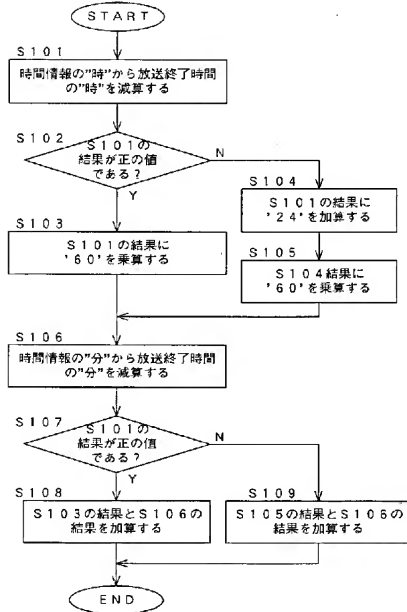 START
S101
時間情報の"時"から放送終了時間
の"時"を減算する
S102
S101の
結果が正の値
である？
N
Y
S104
S101の結果に
'24'を加算する
S103
S101の結果に
'60'を乗算する
S105
S104結果に
'60'を乗算する
S106
時間情報の"分"から放送終了時間
の"分"を減算する
S107
S101の
結果が正の値
である？
N
Y
S108
S103の結果とS106の
結果を加算する
S109
S105の結果とS106の
結果を加算する
END